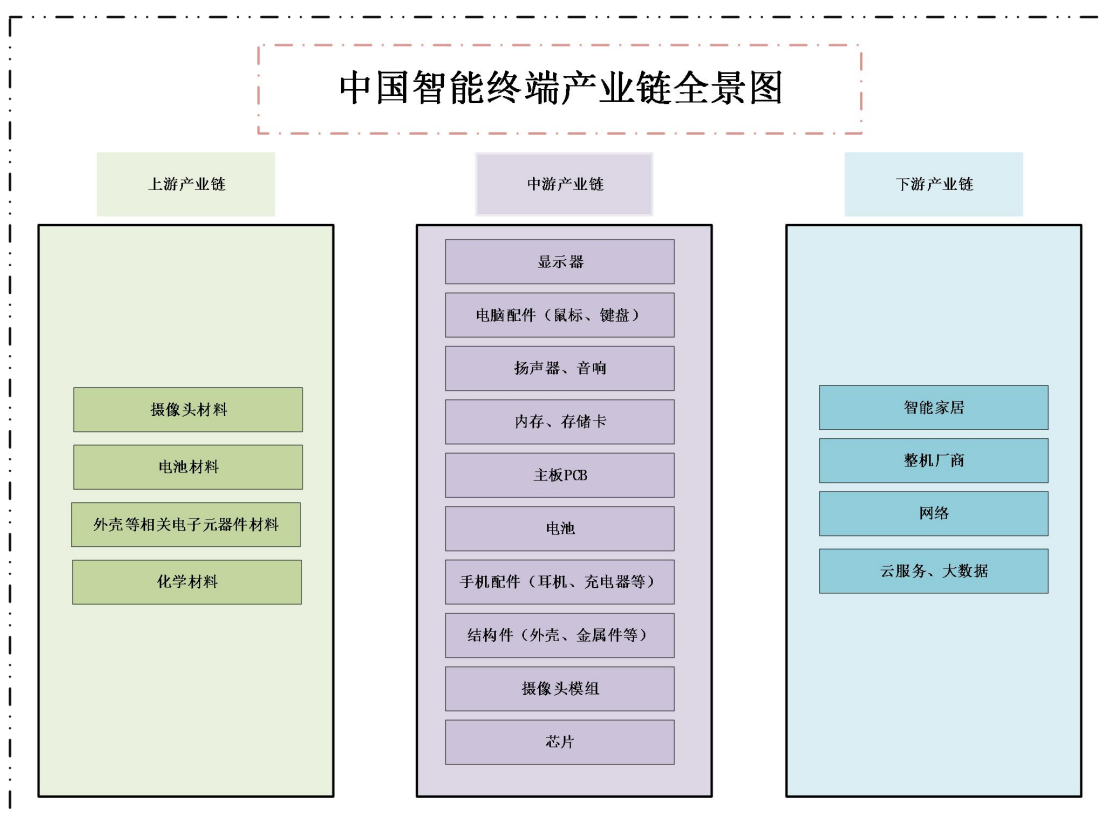 中国智能终端产业链全景图
上游产业链
摄像头材料
电池材料
外壳等相关电子元器件材料
化学材料
中游产业链
显示器
电脑配件（鼠标、键盘）
扬声器、音响
内存、存储卡
主板PCB
电池
手机配件（耳机、充电器等）
结构件（外壳、金属件等）
摄像头模组
芯片
下游产业链
智能家居
整机厂商
网络
云服务、大数据